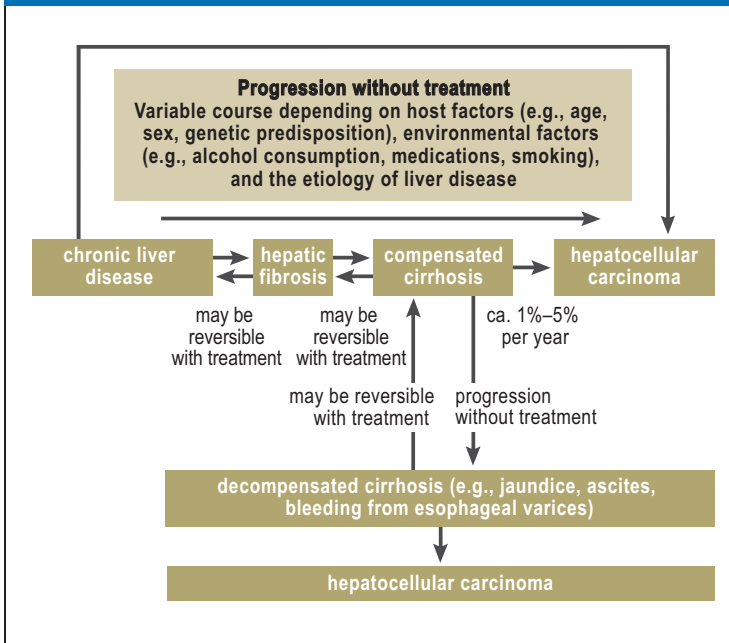 Progression without treatment
Variable course depending on host factors (e.g., age,
sex, genetic predisposition), environmental factors
(e.g., alcohol consumption, medications, smoking),
and the etiology of liver disease
chronic liver
disease
hepatic
fibrosis
compensated
cirrhosis
hepatocellular
carcinoma
may be
reversible
with treatment
may be
reversible
with treatment
ca. 1%–5%
per year
may be reversible
with treatment
progression
without treatment
decompensated cirrhosis (e.g., jaundice, ascites,
bleeding from esophageal varices)
hepatocellular carcinoma